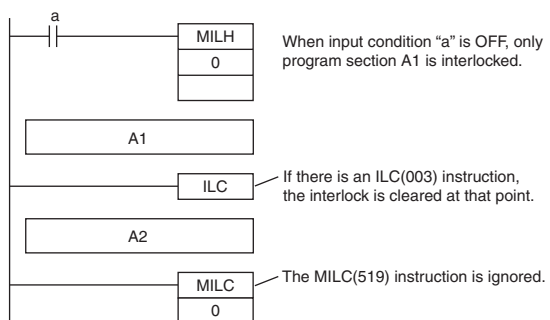 a
MILH
0
When input condition “a” is OFF, only
program section A1 is interlocked.
A1
ILC
If there is an ILC(003) instruction,
the interlock is cleared at that point.
A2
MILC
0
The MILC(519) instruction is ignored.